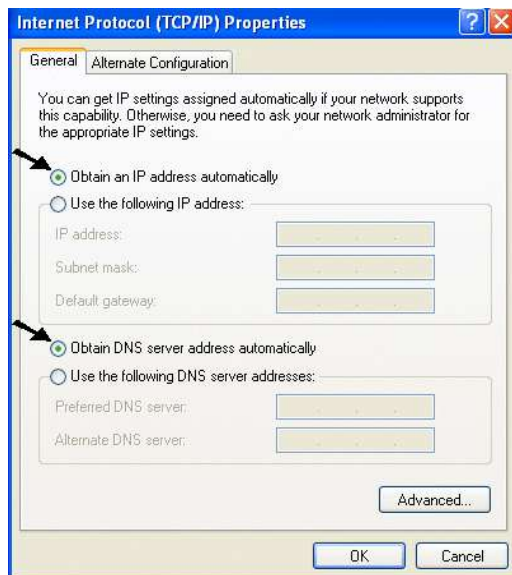 Internet Protocol (TCP/IP) Properties
General
Alternate Configuration
You can get IP settings assigned automatically if your network supports
this capability. Otherwise, you need to ask your network administrator for
the appropriate IP settings.
Obtain an IP address automatically
Use the following IP address:
IP address:
Subnet mask:
Default gateway:
Obtain DNS server address automatically
Use the following DNS server addresses:
Preferred DNS server:
Alternate DNS server:
Advanced...
OK
Cancel